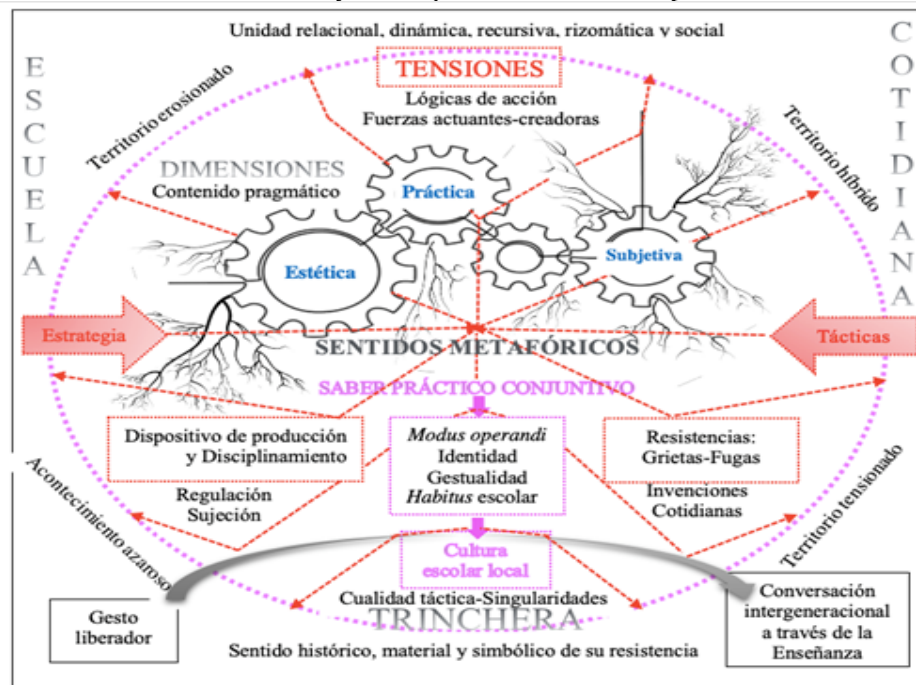 Unidad relacional, dinámica, recursiva, rizomática y social
ESCUELA
COTIDIANA
TENSIONES
Lógicas de acción
Fuerzas actuantes-creadoras
Territorio erosionado
Territorio híbrido
DIMENSIONES
Contenido pragmático
Práctica
Estética
Subjetiva
Estrategia
Tácticas
SENTIDOS METAFÓRICOS
SABER PRÁCTICO CONJUNTIVO
Dispositivo de producción
y Disciplinamiento
Modus operandi
Identidad
Gestualidad
Habitus escolar
Resistencias:
Grietas-Fugas
Regulación
Sujeción
Invenciones
Cotidianas
Acontecimiento azaroso
Territorio tensionado
Cultura
escolar local
Cualidad táctica-Singularidades
TRINCHERA
Sentido histórico, material y simbólico de su resistencia
Gesto
liberador
Conversación
intergeneracional
a través de la
Enseñanza